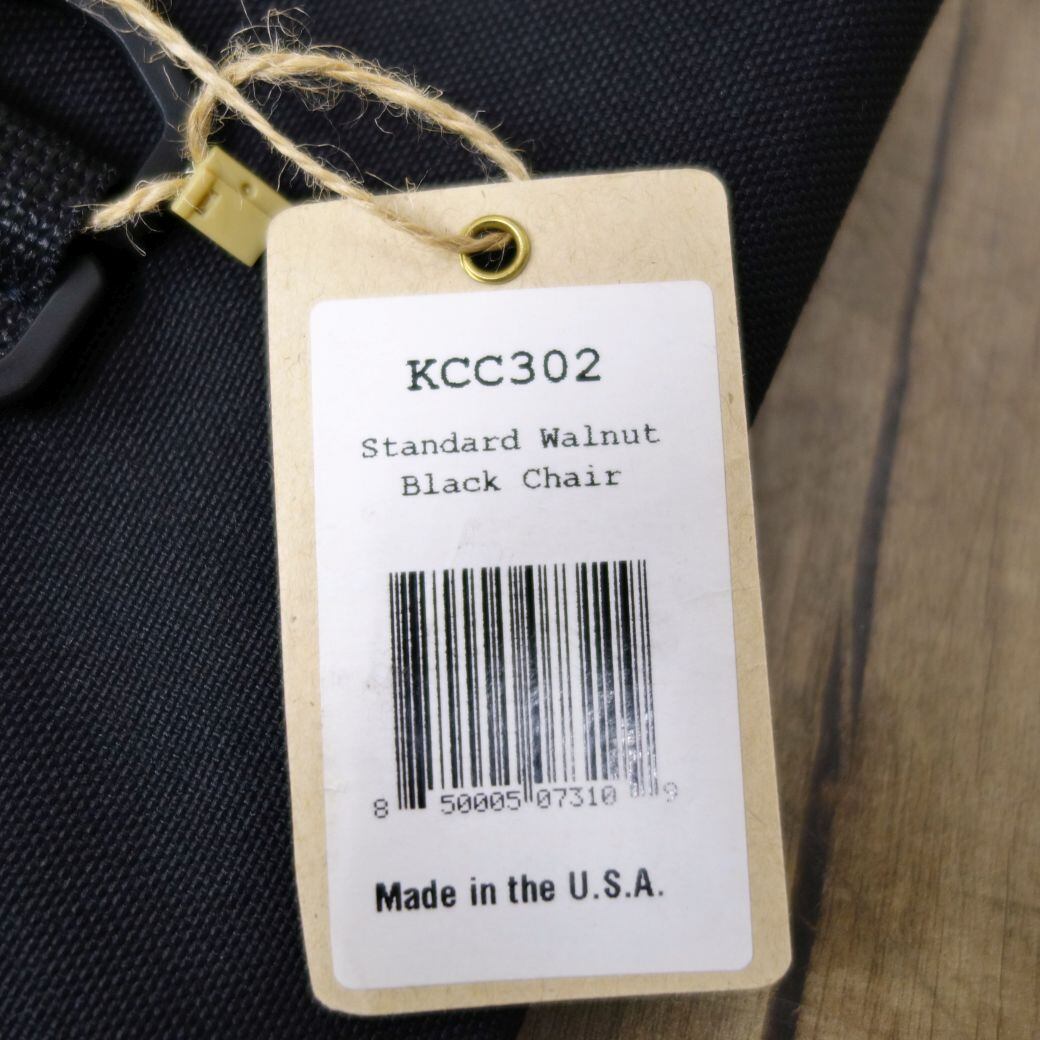 KCC302
Standard Walnut
Black Chair
8 50005 07310 9
Made in the U.S.A.